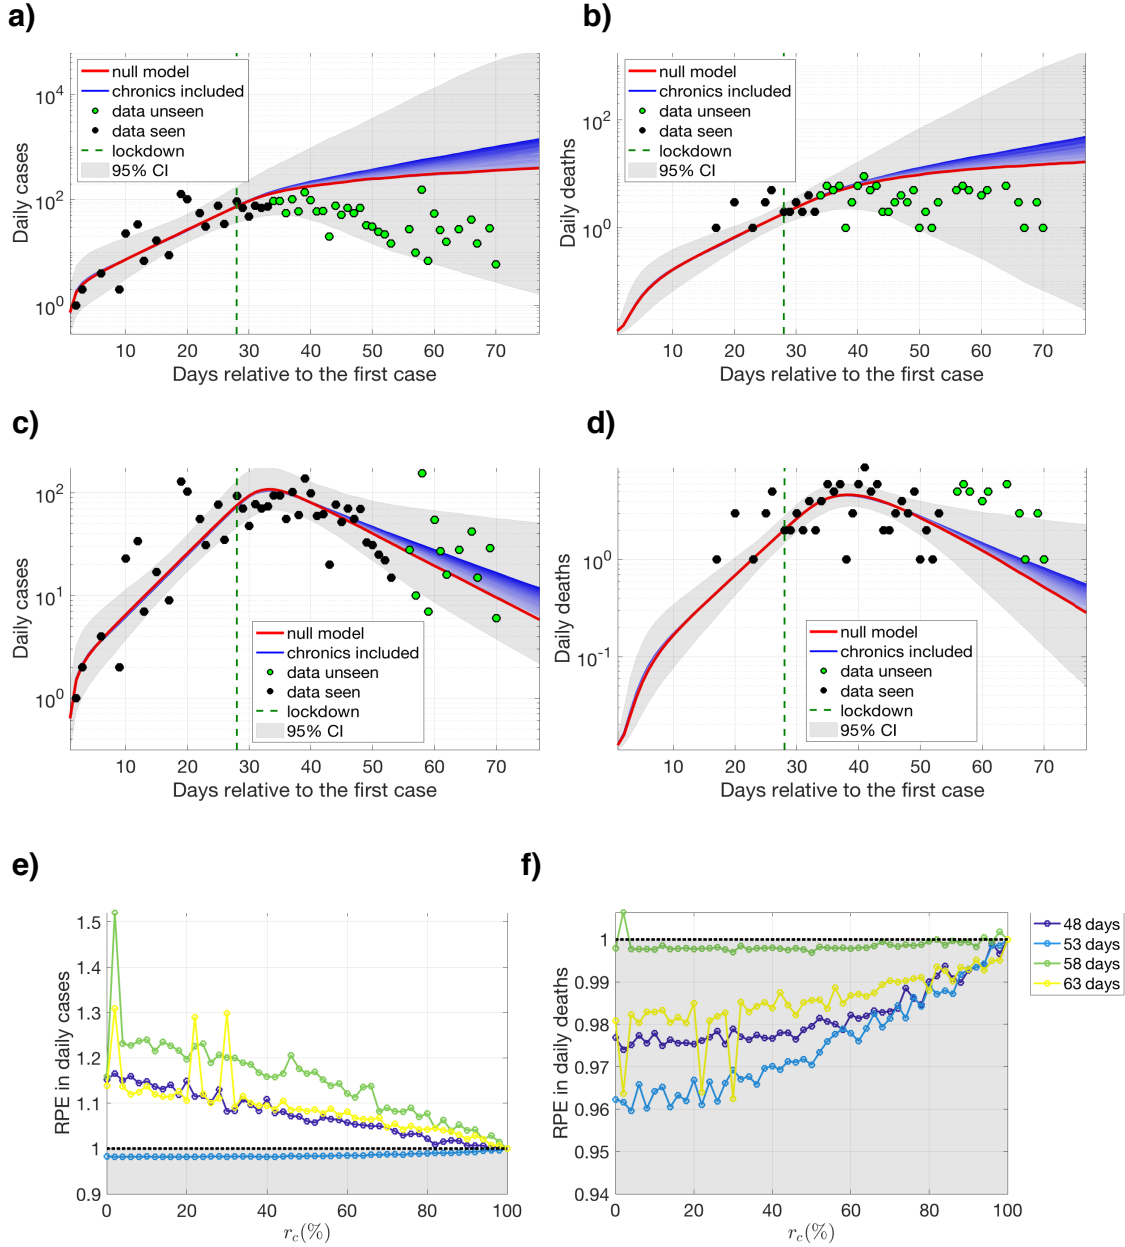 a)
10^4
10^2
10^0
Daily cases
null model
chronics included
data unseen
data seen
lockdown
95% CI
10 20 30 40 50 60 70
Days relative to the first case
b)
10^2
10^0
Daily deaths
null model
chronics included
data unseen
data seen
lockdown
95% CI
10 20 30 40 50 60 70
Days relative to the first case
c)
10^2
10^1
10^0
Daily cases
null model
chronics included
data unseen
data seen
lockdown
95% CI
10 20 30 40 50 60 70
Days relative to the first case
d)
10^0
10^-1
Daily deaths
null model
chronics included
data unseen
data seen
lockdown
95% CI
10 20 30 40 50 60 70
Days relative to the first case
e)
1.5
1.4
1.3
1.2
1.1
1
0.9
RPE in daily cases
0 20 40 60 80 100
r_c(%)
f)
1
0.99
0.98
0.97
0.96
0.95
0.94
RPE in daily deaths
0 20 40 60 80 100
r_c(%)
48 days
53 days
58 days
63 days